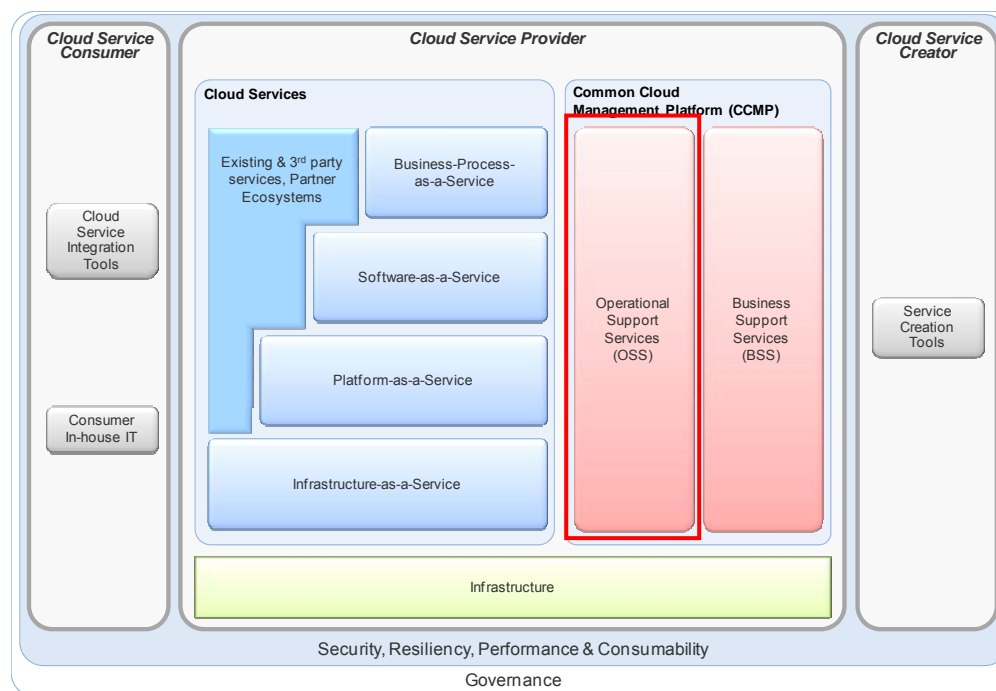 Cloud Service
Consumer
Cloud Service
Integration
Tools
Consumer
In-house IT
Cloud Service Provider
Cloud Services
Existing & 3rd party
services, Partner
Ecosystems
Business-Process-
as-a-Service
Software-as-a-Service
Platform-as-a-Service
Infrastructure-as-a-Service
Common Cloud
Management Platform (CCMP)
Operational
Support
Services
(OSS)
Business
Support
Services
(BSS)
Infrastructure
Cloud Service
Creator
Service
Creation
Tools
Security, Resiliency, Performance & Consumability
Governance